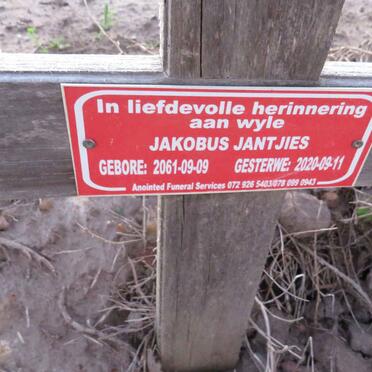 In liefdevolle herinnering
aan wyle
JAKOBUS JANTJIES
GEBORE: 2061-09-09 GESTERWE: 2020-09-11
Anointed Funeral Services 072 926 5403/078 099 0943